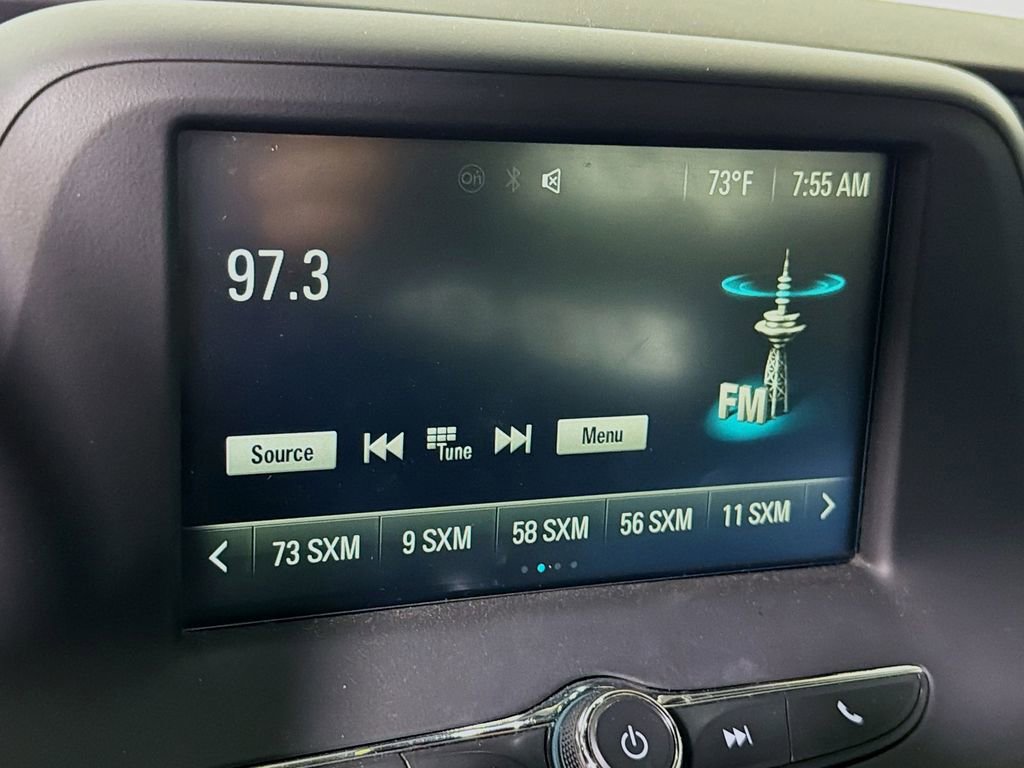 73°F 7:55 AM
97.3
FM
Source Tune Menu
73 SXM 9 SXM 58 SXM 56 SXM 11 SXM